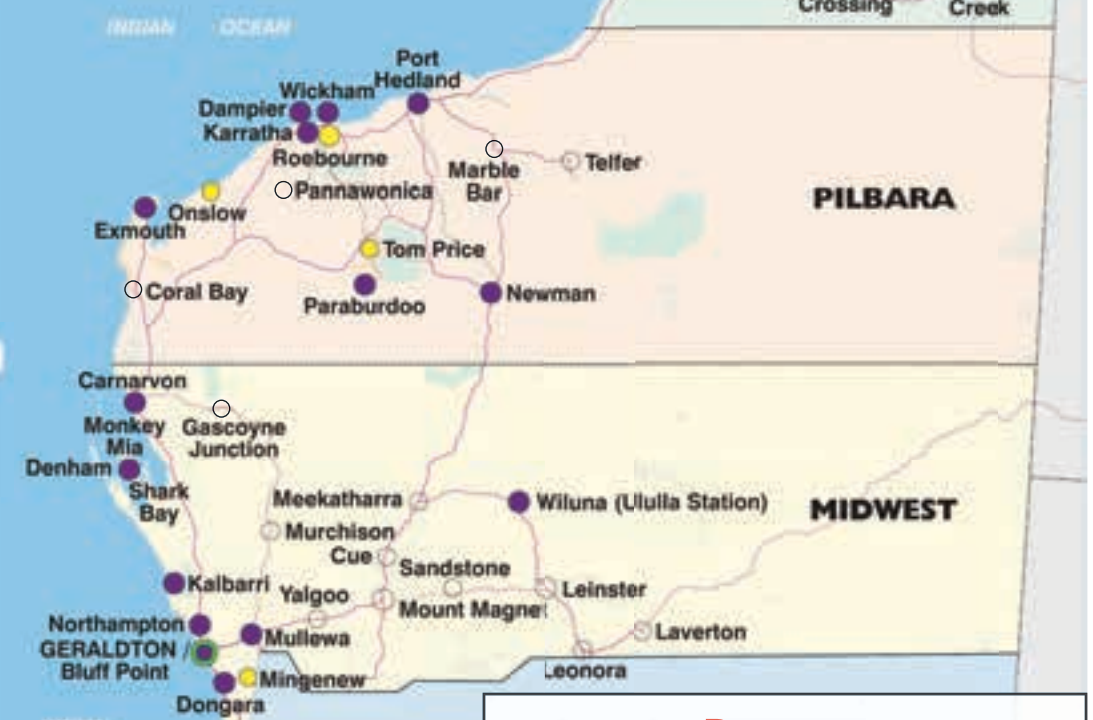 Crossing
Creek
INDIAN OCEAN
Port
Hedland
Wickham
Dampier
Karratha
Roebourne
Marble
Bar
Telfer
Pannawonica
PILBARA
Onslow
Exmouth
Tom Price
Coral Bay
Paraburdoo
Newman
Carnarvon
Monkey
Mia
Gascoyne
Junction
Denham
Shark
Bay
Meekatharra
Wiluna (Ululla Station)
MIDWEST
Murchison
Cue
Sandstone
Kalbarri
Yalgoo
Leinster
Mount Magnet
Northampton
Mullewa
Laverton
GERALDTON /
Bluff Point
Leonora
Mingenew
Dongara